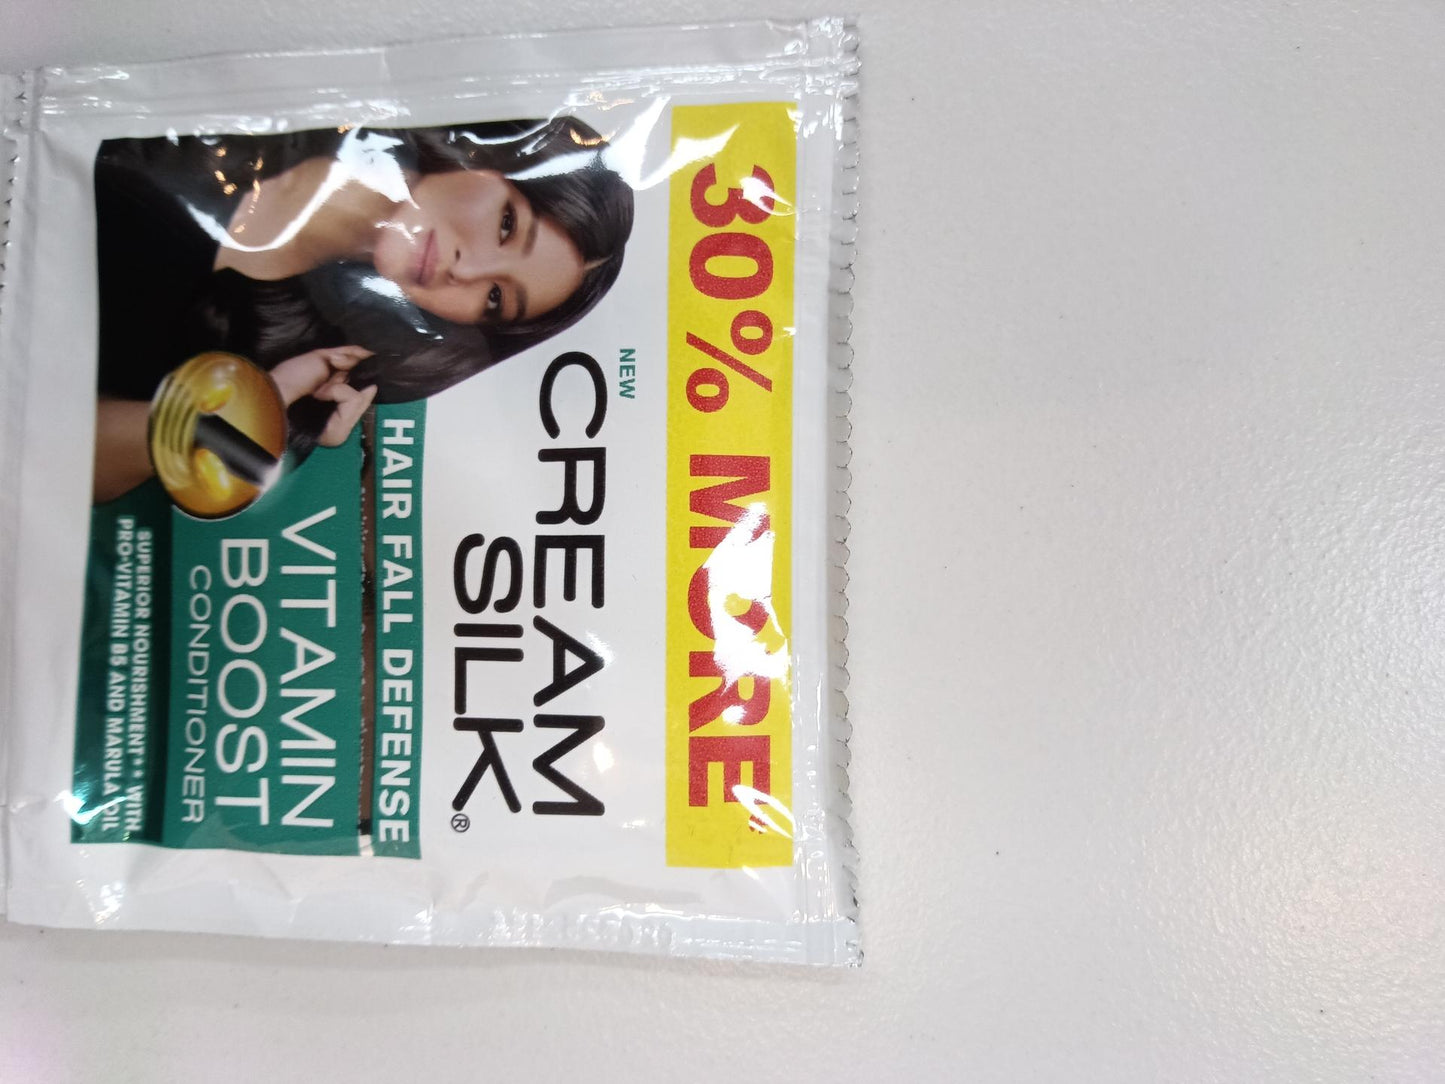 30% MORE*
NEW
CREAM
SILK®
HAIR FALL DEFENSE
VITAMIN
BOOST
CONDITIONER
SUPERIOR NOURISHMENT** WITH
PRO-VITAMIN B5 AND MARULA OIL